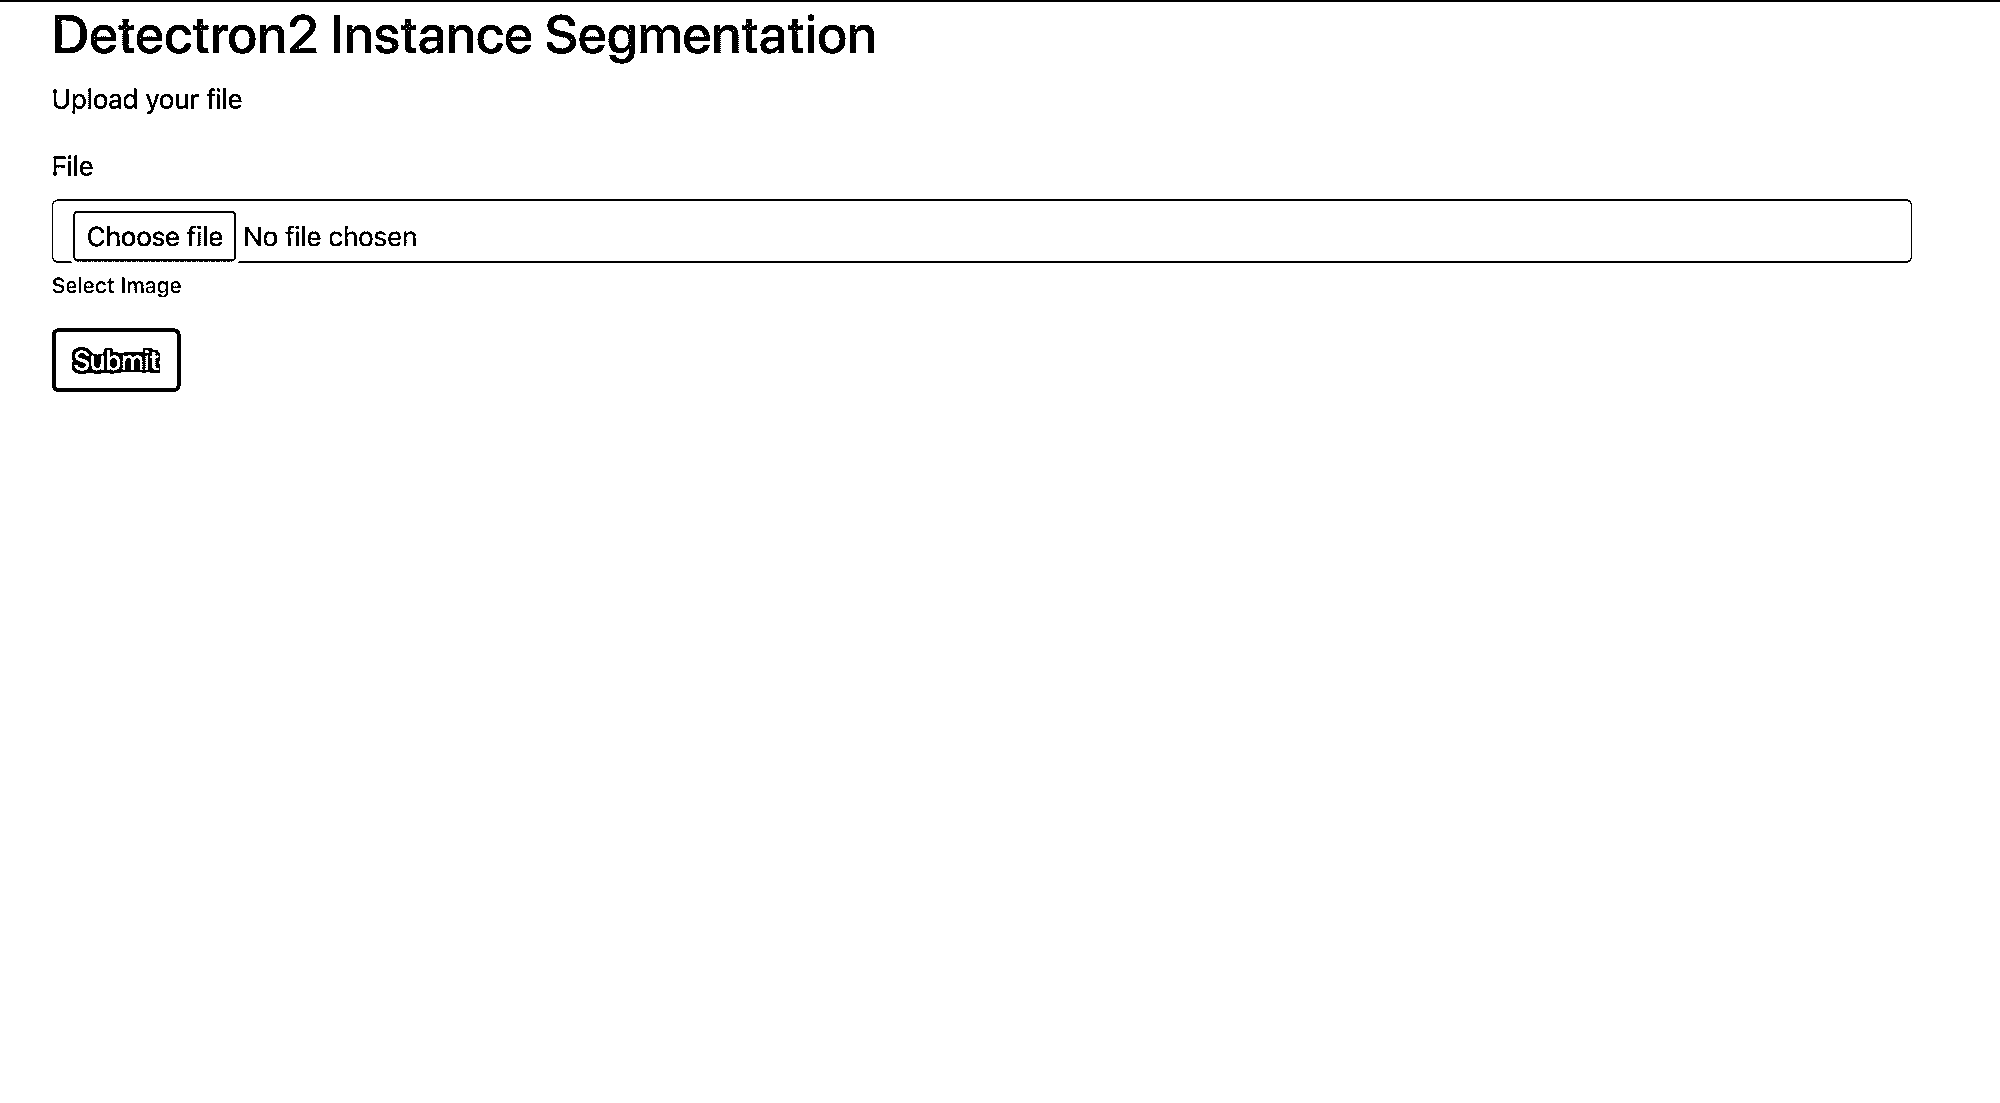 Detectron2 Instance Segmentation
Upload your file
File
Choose file No file chosen
Select Image
Submit